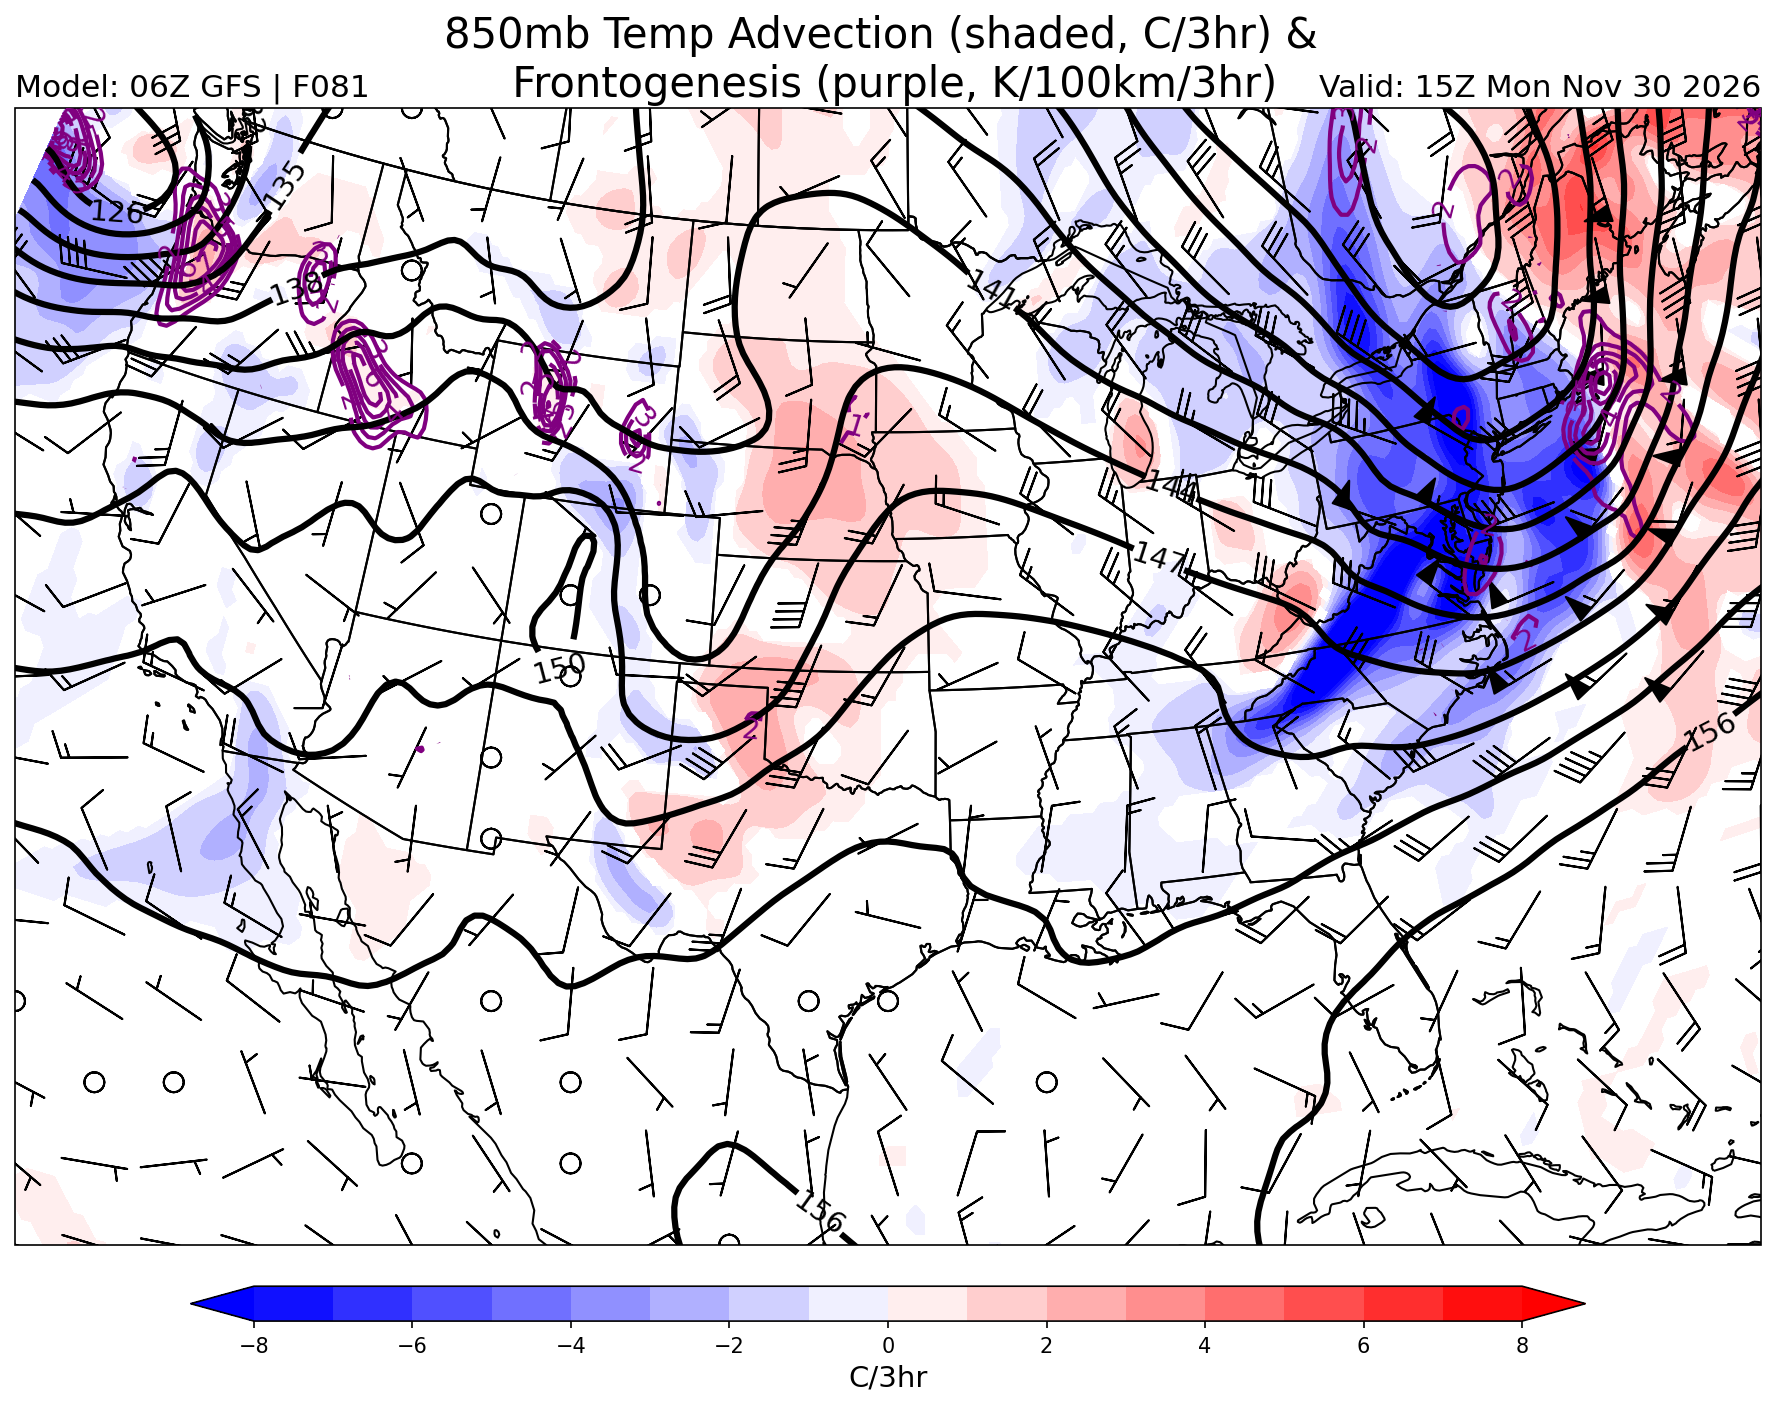 850mb Temp Advection (shaded, C/3hr) &
Frontogenesis (purple, K/100km/3hr)
Model: 06Z GFS | F081
Valid: 15Z Mon Nov 30 2026
126
135
138
141
144
147
150
156
156
−8 −6 −4 −2 0 2 4 6 8
C/3hr